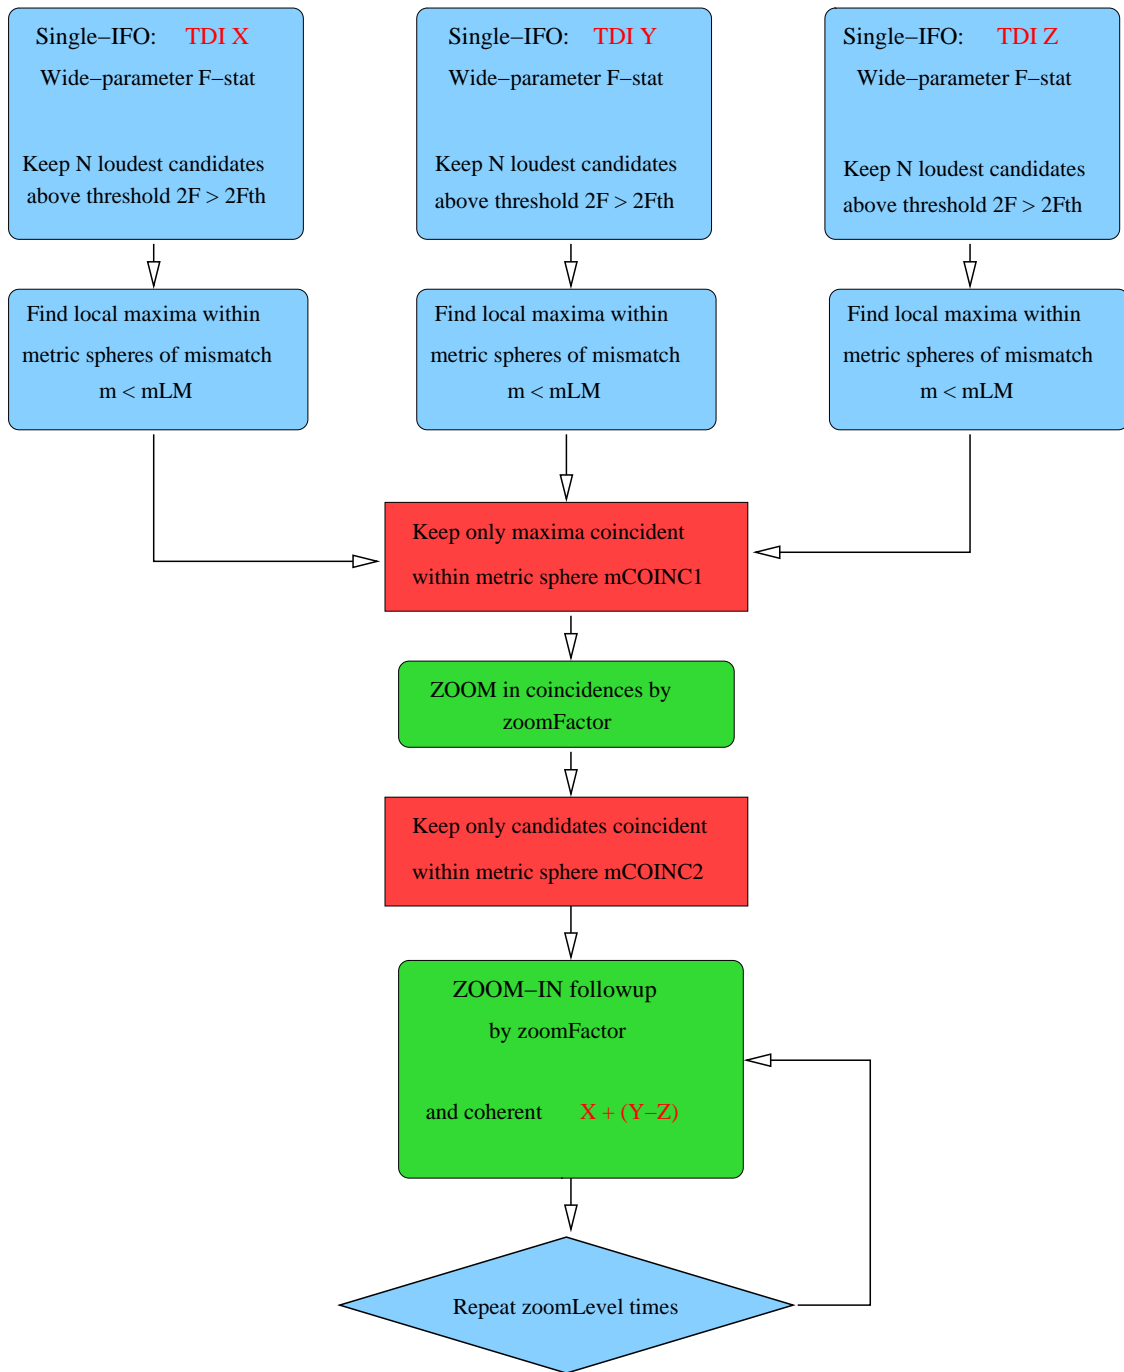 Single−IFO: TDI X
Wide−parameter F−stat
Keep N loudest candidates
above threshold 2F > 2Fth
Single−IFO: TDI Y
Wide−parameter F−stat
Keep N loudest candidates
above threshold 2F > 2Fth
Single−IFO: TDI Z
Wide−parameter F−stat
Keep N loudest candidates
above threshold 2F > 2Fth
Find local maxima within
metric spheres of mismatch
m < mLM
Find local maxima within
metric spheres of mismatch
m < mLM
Find local maxima within
metric spheres of mismatch
m < mLM
Keep only maxima coincident
within metric sphere mCOINC1
ZOOM in coincidences by
zoomFactor
Keep only candidates coincident
within metric sphere mCOINC2
ZOOM−IN followup
by zoomFactor
and coherent X + (Y−Z)
Repeat zoomLevel times